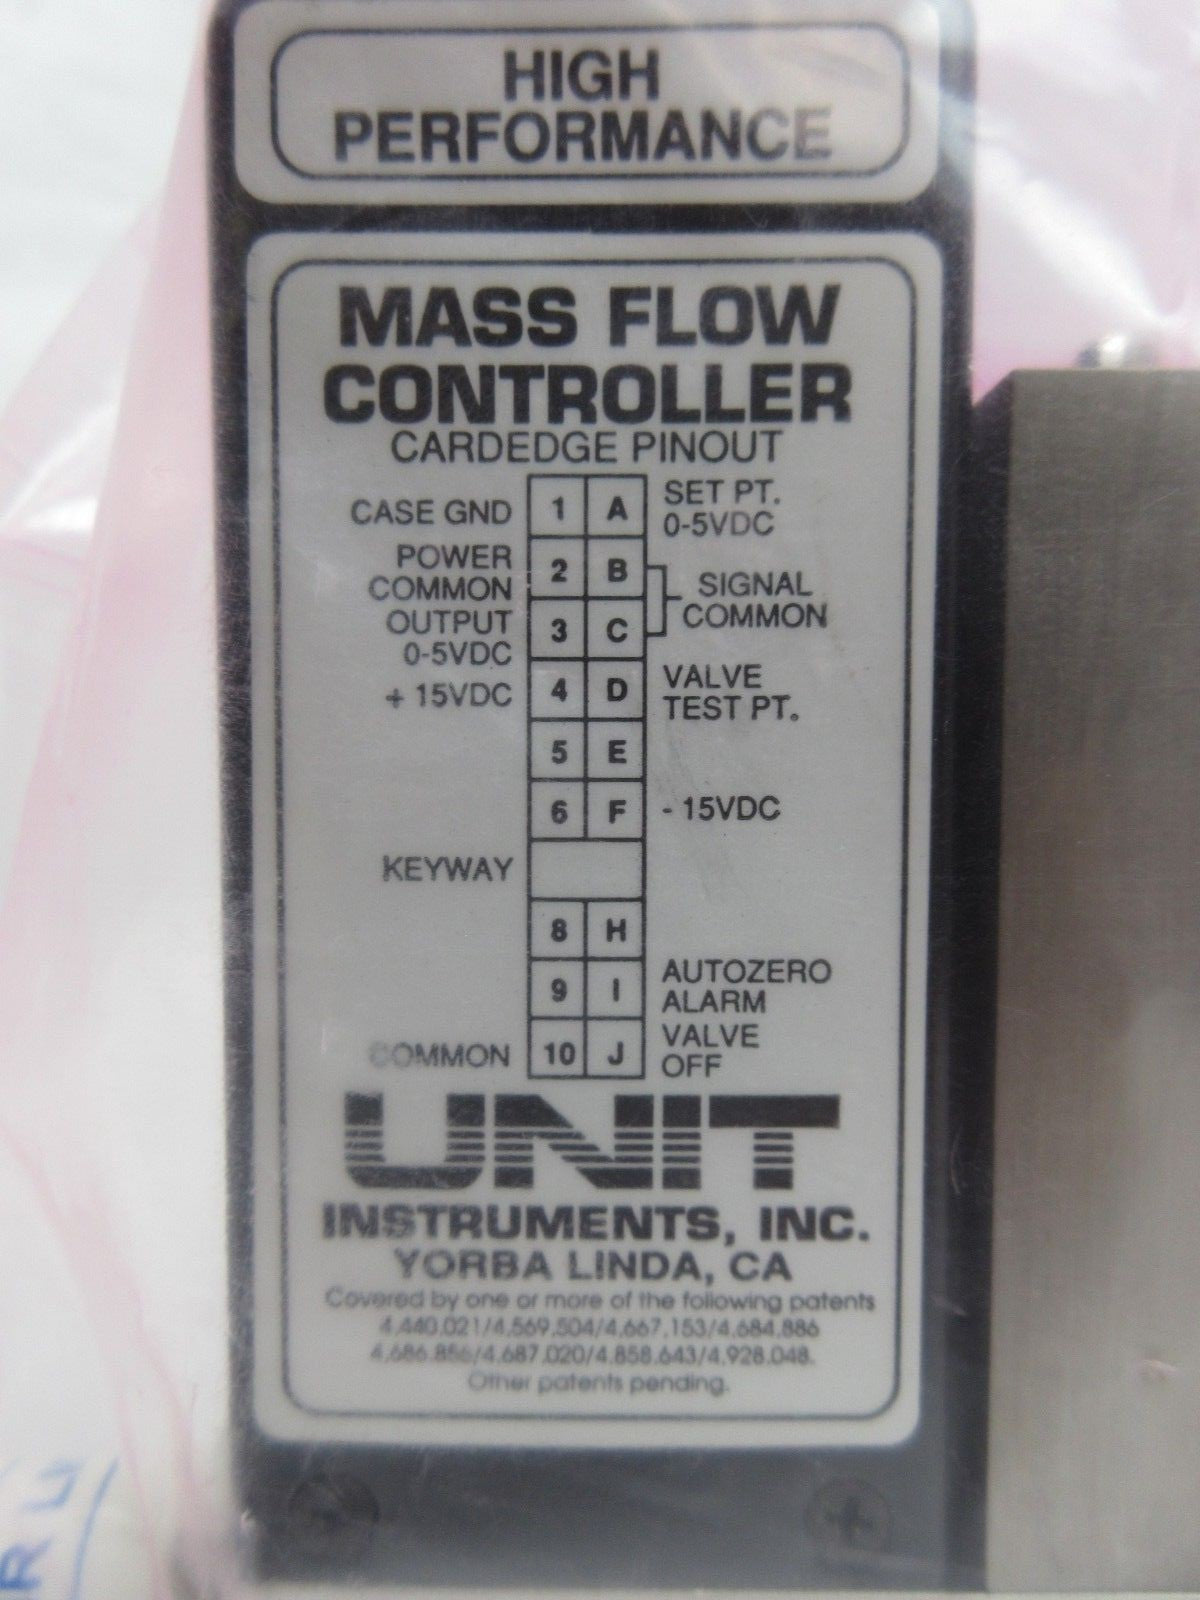 HIGH
PERFORMANCE
MASS FLOW
CONTROLLER
CARDEDGE PINOUT
CASE GND 1 A SET PT.
0-5VDC
POWER
COMMON 2 B SIGNAL
COMMON
OUTPUT
0-5VDC 3 C
+ 15VDC 4 D VALVE
TEST PT.
5 E
6 F - 15VDC
KEYWAY
8 H
9 I AUTOZERO
ALARM
COMMON 10 J VALVE
OFF
UNIT
INSTRUMENTS, INC.
YORBA LINDA, CA
Covered by one or more of the following patents
4,440,021/4,569,504/4,667,153/4,684,886
4,686,856/4,687,020/4,858,643/4,928,048.
Other patents pending.